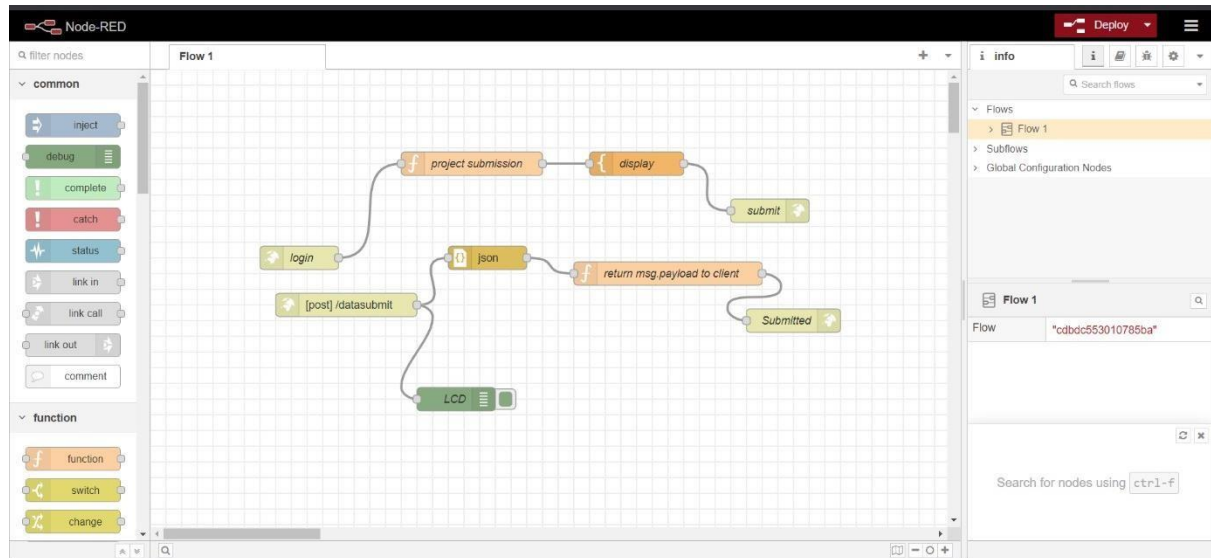 Node-RED
Deploy
filter nodes
Flow 1
info
i
common
Search flows
inject
debug
complete
catch
status
link in
link call
link out
comment
function
function
switch
change
project submission
display
submit
login
json
return msg.payload to client
[post] /datasubmit
Submitted
LCD
Flows
Flow 1
Subflows
Global Configuration Nodes
Flow 1
Flow "cdbdc553010785ba"
Search for nodes using ctrl-f